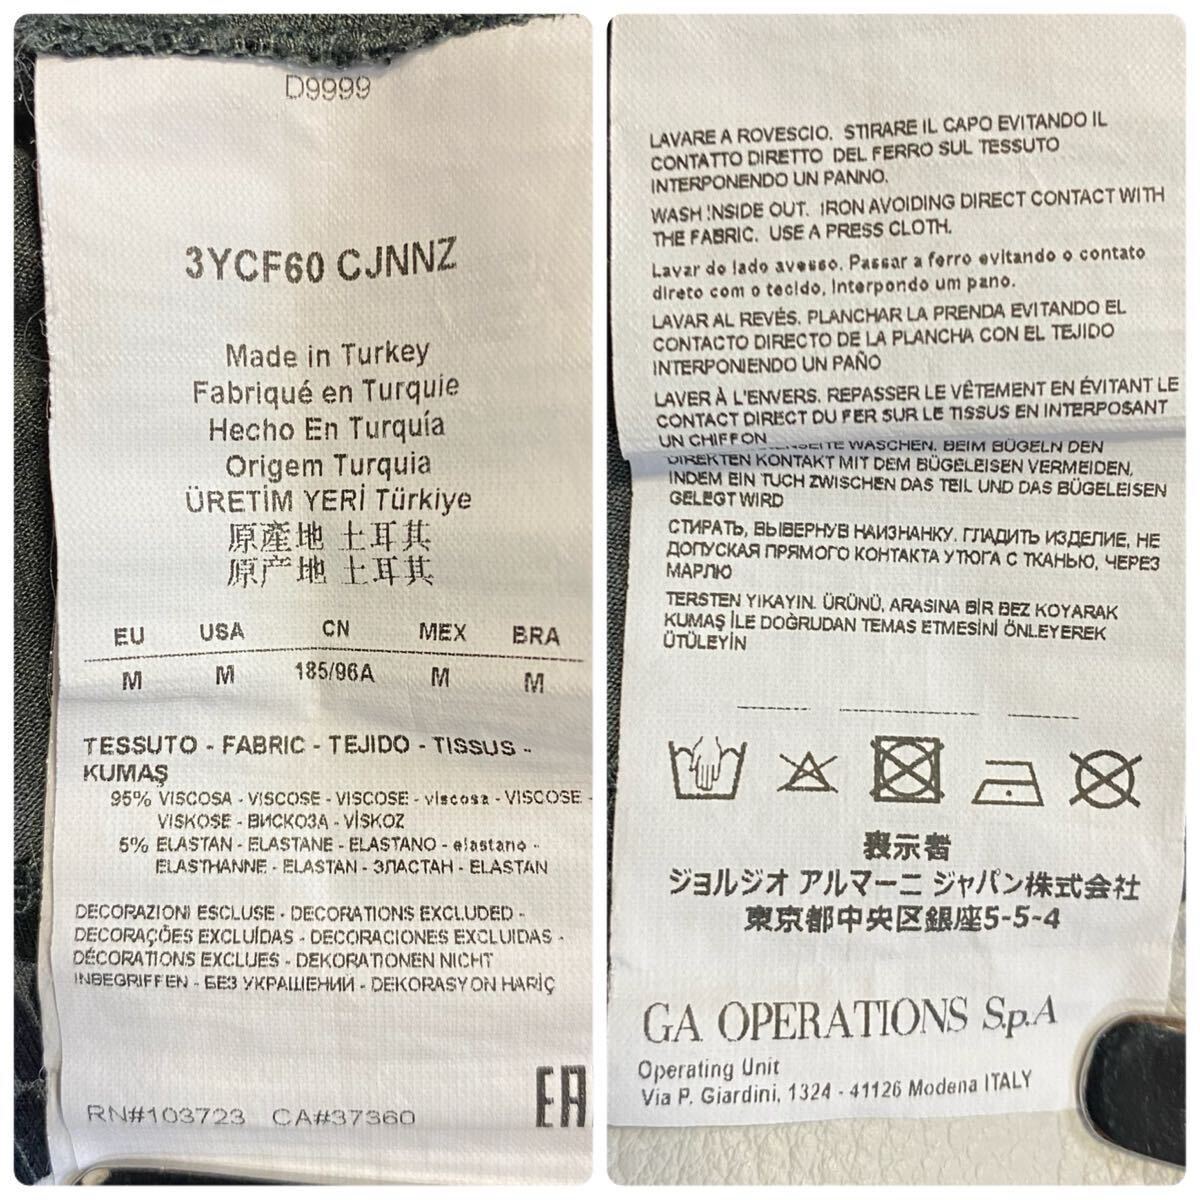 D9999
3YCF60 CJNNZ
Made in Turkey
Fabriqué en Turquie
Hecho En Turquía
Origem Turquia
ÜRETİM YERİ Türkiye
原產地 土耳其
原产地 土耳其
EU USA CN MEX BRA
M M 185/96A M M
TESSUTO - FABRIC - TEJIDO - TISSUS -
KUMAŞ
95% VISCOSA - VISCOSE - VISCOSE - viscosa - VISCOSE -
VISKOSE - ВИСКОЗА - VİSKOZ
5% ELASTAN - ELASTANE - ELASTANO - elastano -
ELASTHANNE - ELASTAN - ЭЛАСТАН - ELASTAN
DECORAZIONI ESCLUSE - DECORATIONS EXCLUDED -
DECORAÇÕES EXCLUÍDAS - DECORACIONES EXCLUIDAS -
DÉCORATIONS EXCLUES - DEKORATIONEN NICHT
INBEGRIFFEN - БЕЗ УКРАШЕНИЙ - DEKORASYON HARİÇ
RN#103723 CA#37360
LAVARE A ROVESCIO. STIRARE IL CAPO EVITANDO IL
CONTATTO DIRETTO DEL FERRO SUL TESSUTO
INTERPONENDO UN PANNO.
WASH INSIDE OUT. IRON AVOIDING DIRECT CONTACT WITH
THE FABRIC. USE A PRESS CLOTH.
Lavar do lado avesso. Passar a ferro evitando o contato
direto com o tecido, interpondo um pano.
LAVAR AL REVÉS. PLANCHAR LA PRENDA EVITANDO EL
CONTACTO DIRECTO DE LA PLANCHA CON EL TEJIDO
INTERPONIENDO UN PAÑO
LAVER À L'ENVERS. REPASSER LE VÊTEMENT EN ÉVITANT LE
CONTACT DIRECT DU FER SUR LE TISSUS EN INTERPOSANT
UN CHIFFON
WASCHEN. BEIM BÜGELN DEN
DIREKTEN KONTAKT MIT DEM BÜGELEISEN VERMEIDEN,
INDEM EIN TUCH ZWISCHEN DAS TEIL UND DAS BÜGELEISEN
GELEGT WIRD
СТИРАТЬ, ВЫВЕРНУВ НАИЗНАНКУ. ГЛАДИТЬ ИЗДЕЛИЕ, НЕ
ДОПУСКАЯ ПРЯМОГО КОНТАКТА УТЮГА С ТКАНЬЮ, ЧЕРЕЗ
МАРЛЮ
TERSTEN YIKAYIN. ÜRÜNÜ, ARASINA BİR BEZ KOYARAK
KUMAŞ İLE DOĞRUDAN TEMAS ETMESİNİ ÖNLEYEREK
ÜTÜLEYİN
表示者
ジョルジオ アルマーニ ジャパン株式会社
東京都中央区銀座5-5-4
GA OPERATIONS S.p.A
Operating Unit
Via P. Giardini, 1324 - 41126 Modena ITALY